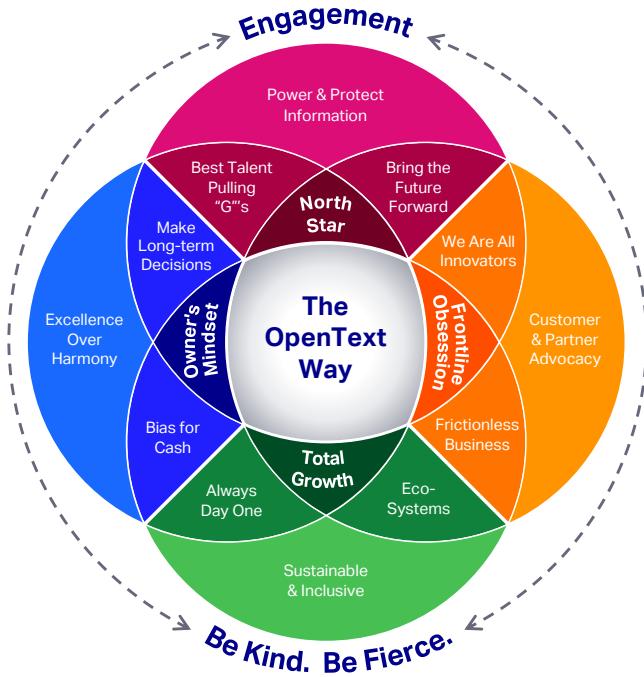 Engagement
Power & Protect
Information
Best Talent
Pulling
“G”’s
Bring the
Future
Forward
North
Star
Make
Long-term
Decisions
We Are All
Innovators
Excellence
Over
Harmony
Owner's
Mindset
The
OpenText
Way
Frontline
Obsession
Customer
& Partner
Advocacy
Bias for
Cash
Frictionless
Business
Total
Growth
Always
Day One
Eco-
Systems
Sustainable
& Inclusive
Be Kind. Be Fierce.